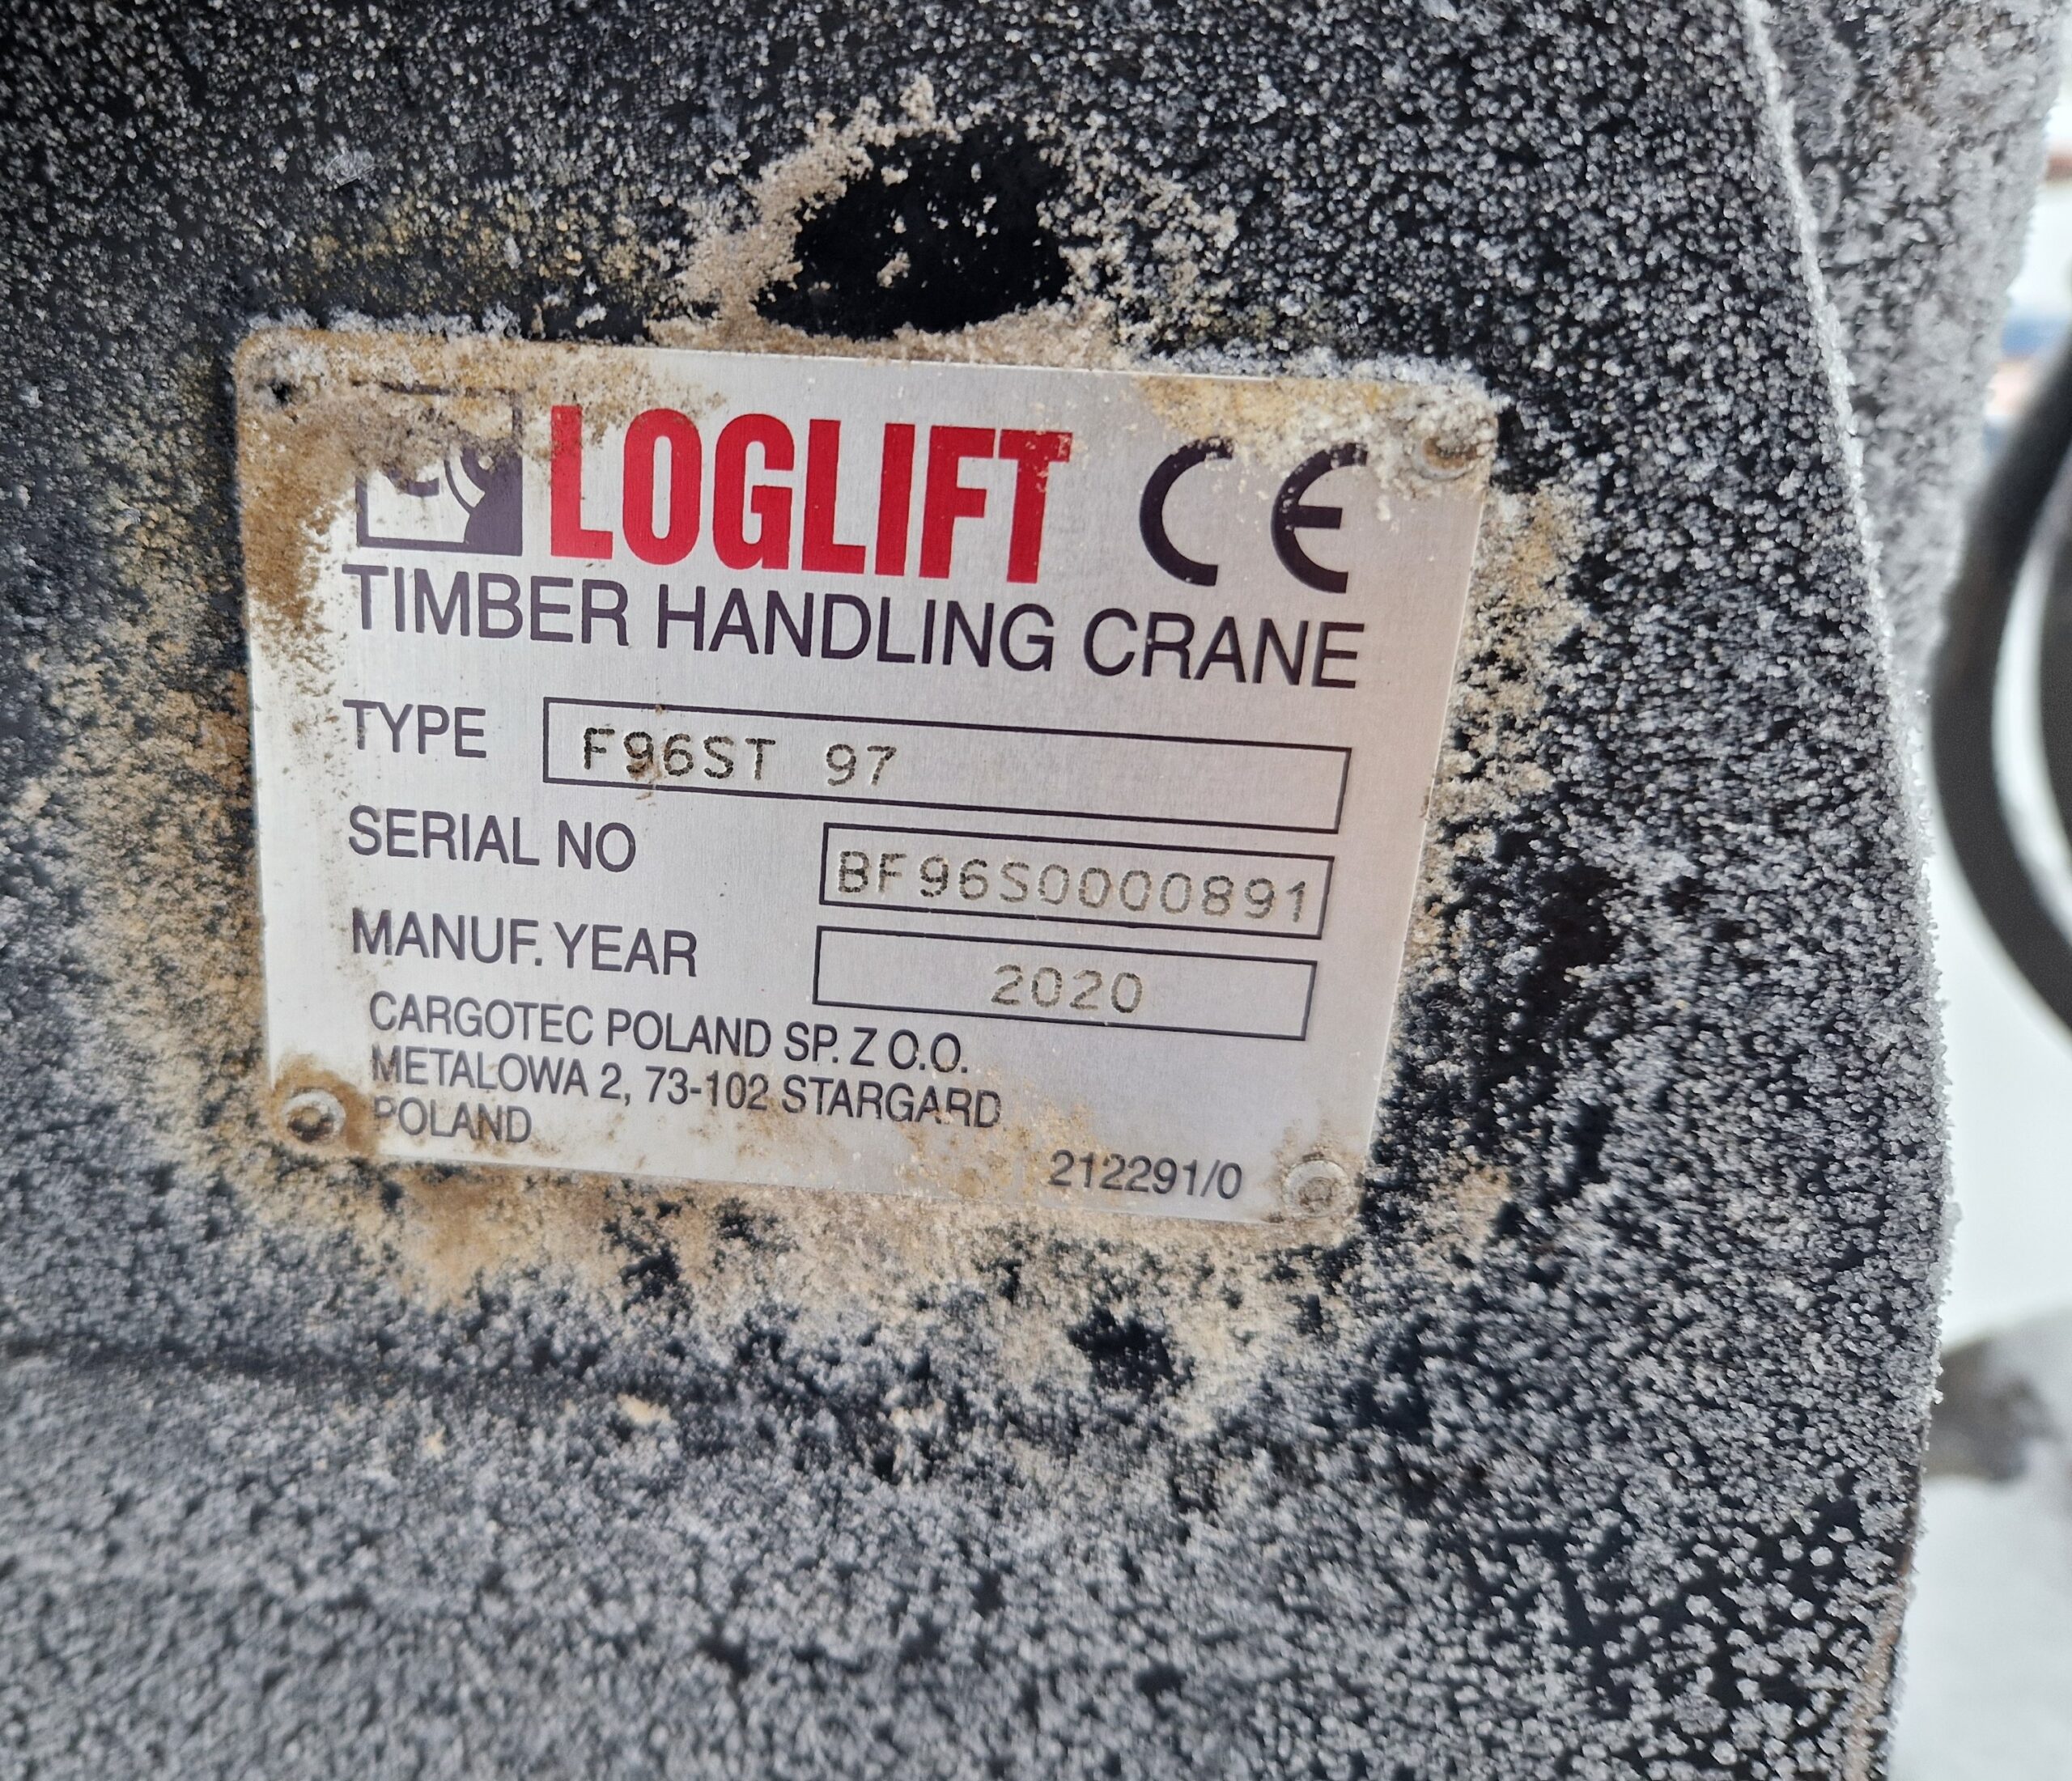 LOGLIFT CE
TIMBER HANDLING CRANE
TYPE F96ST 97
SERIAL NO BF96S0000891
MANUF. YEAR 2020
CARGOTEC POLAND SP. Z O.O.
METALOWA 2, 73-102 STARGARD
POLAND
212291/0